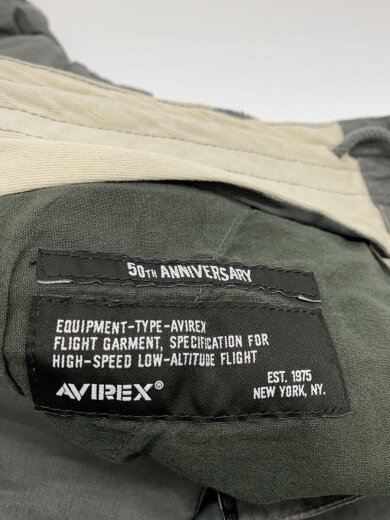 50TH ANNIVERSARY
EQUIPMENT-TYPE-AVIREX
FLIGHT GARMENT, SPECIFICATION FOR
HIGH-SPEED LOW-ALTITUDE FLIGHT
AVIREX®
EST. 1975
NEW YORK, NY.